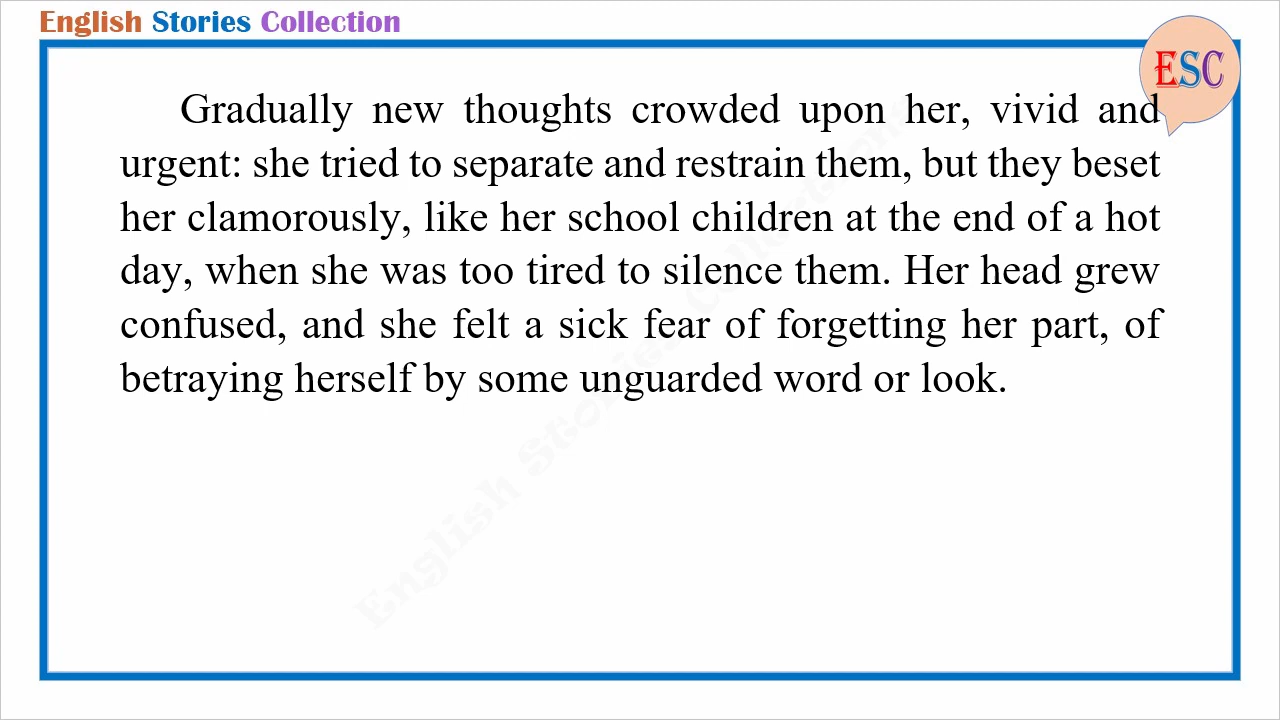 English Stories Collection
ESC
Gradually new thoughts crowded upon her, vivid and
urgent: she tried to separate and restrain them, but they beset
her clamorously, like her school children at the end of a hot
day, when she was too tired to silence them. Her head grew
confused, and she felt a sick fear of forgetting her part, of
betraying herself by some unguarded word or look.
English Stories Collections